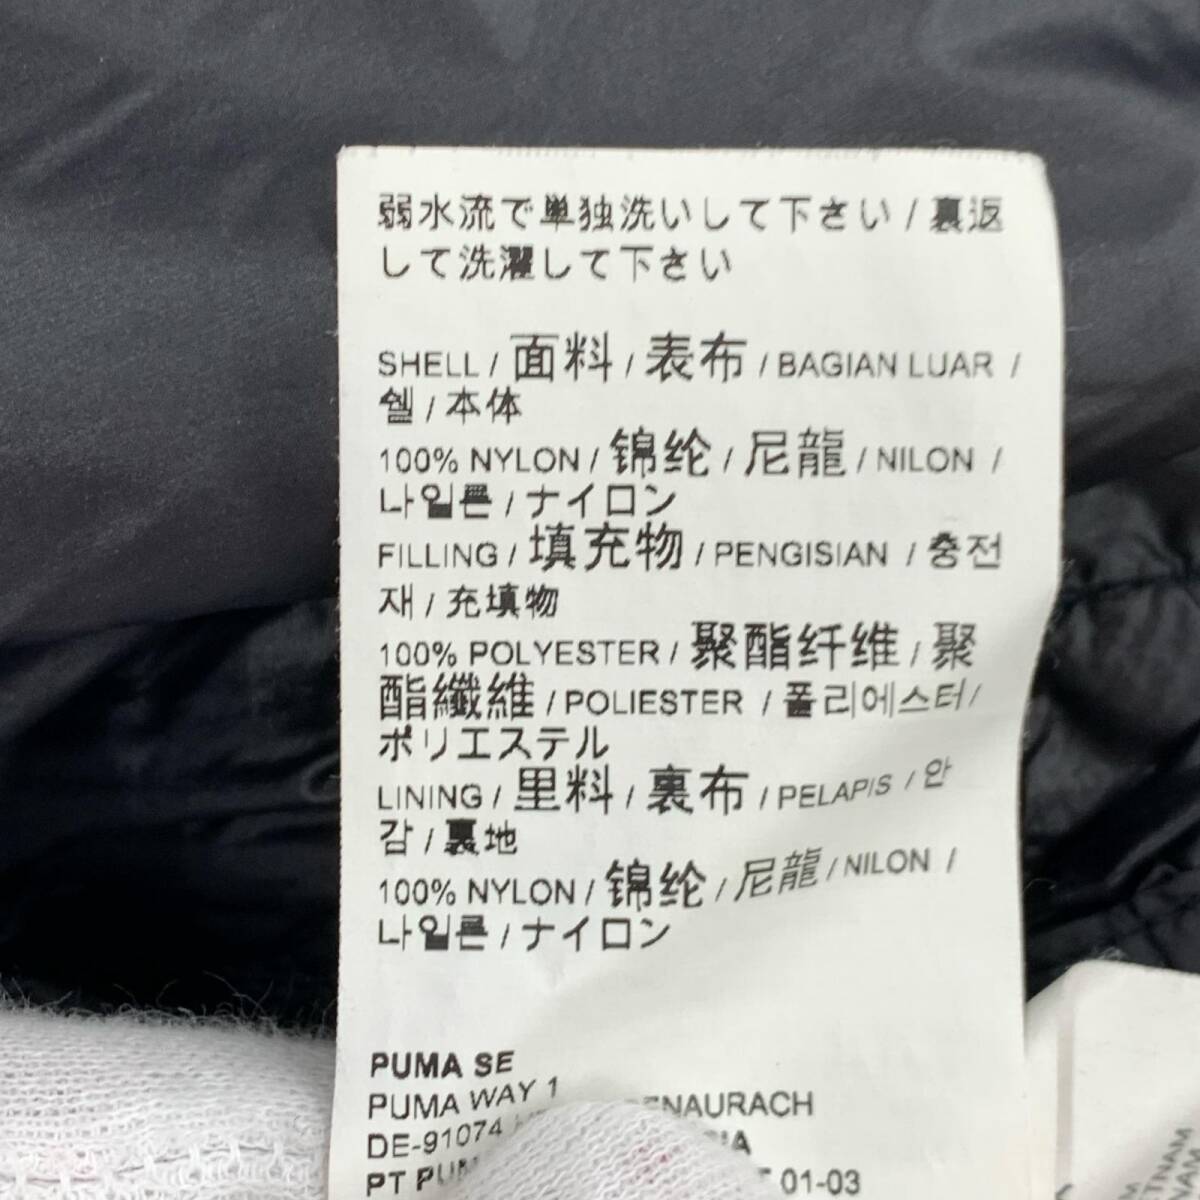 弱水流で単独洗いして下さい / 裏返
して洗濯して下さい
SHELL / 面料 / 表布 / BAGIAN LUAR /
쉘 / 本体
100% NYLON / 锦纶 / 尼龍 / NILON /
나일론 / ナイロン
FILLING / 填充物 / PENGISIAN / 충전
재 / 充填物
100% POLYESTER / 聚酯纤维 / 聚
酯纖維 / POLIESTER / 폴리에스터 /
ポリエステル
LINING / 里料 / 裏布 / PELAPIS / 안
감 / 裏地
100% NYLON / 锦纶 / 尼龍 / NILON /
나일론 / ナイロン
PUMA SE
PUMA WAY 1
DE-91074
PT 01-03